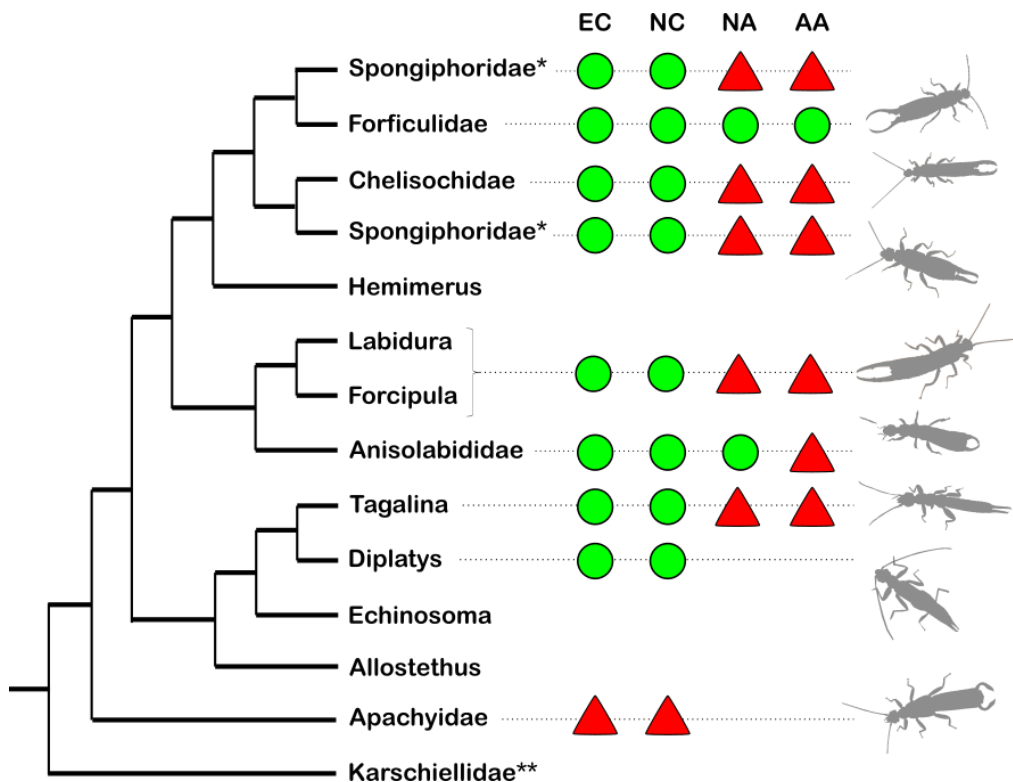 EC NC NA AA
Spongiphoridae*
Forficulidae
Chelisochidae
Spongiphoridae*
Hemimerus
Labidura
Forcipula
Anisolabididae
Tagalina
Diplatys
Echinosoma
Allostethus
Apachyidae
Karschiellidae**